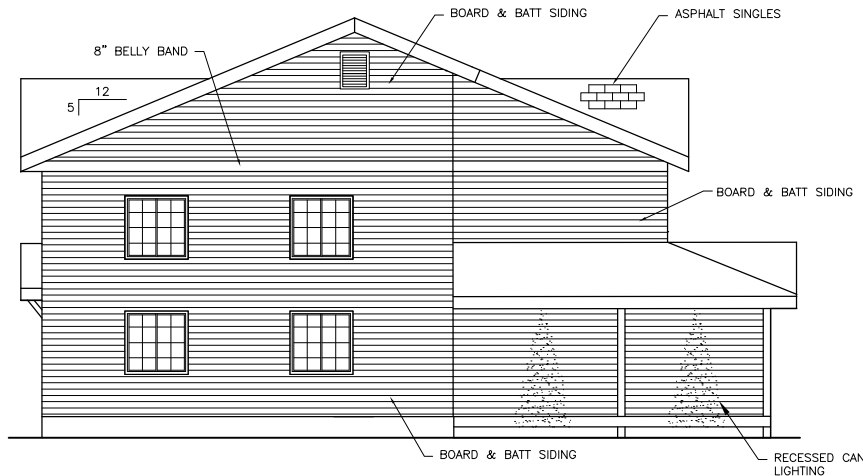 BOARD & BATT SIDING
ASPHALT SINGLES
8" BELLY BAND
12
5
BOARD & BATT SIDING
BOARD & BATT SIDING
RECESSED CAN
LIGHTING